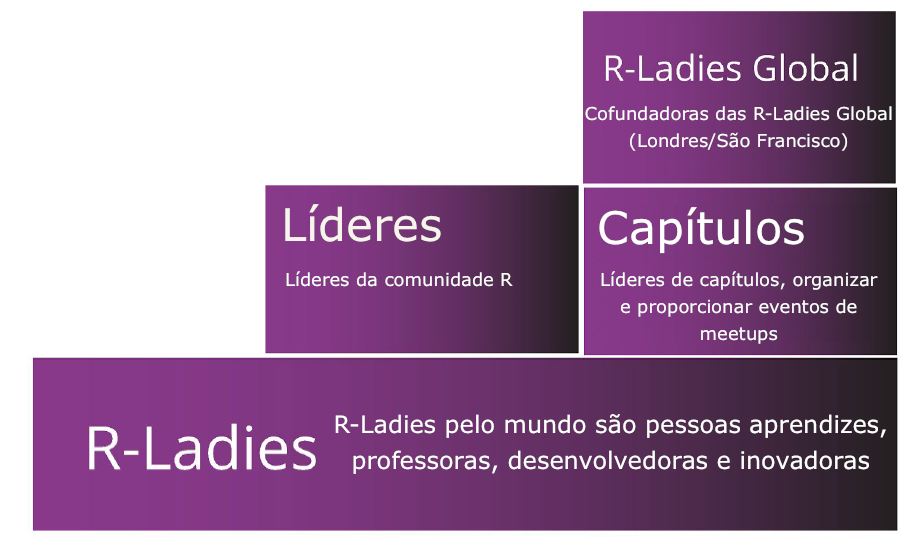 R-Ladies Global
Cofundadoras das R-Ladies Global
(Londres/São Francisco)
Líderes
Líderes da comunidade R
Capítulos
Líderes de capítulos, organizar
e proporcionar eventos de
meetups
R-Ladies
R-Ladies pelo mundo são pessoas aprendizes,
professoras, desenvolvedoras e inovadoras